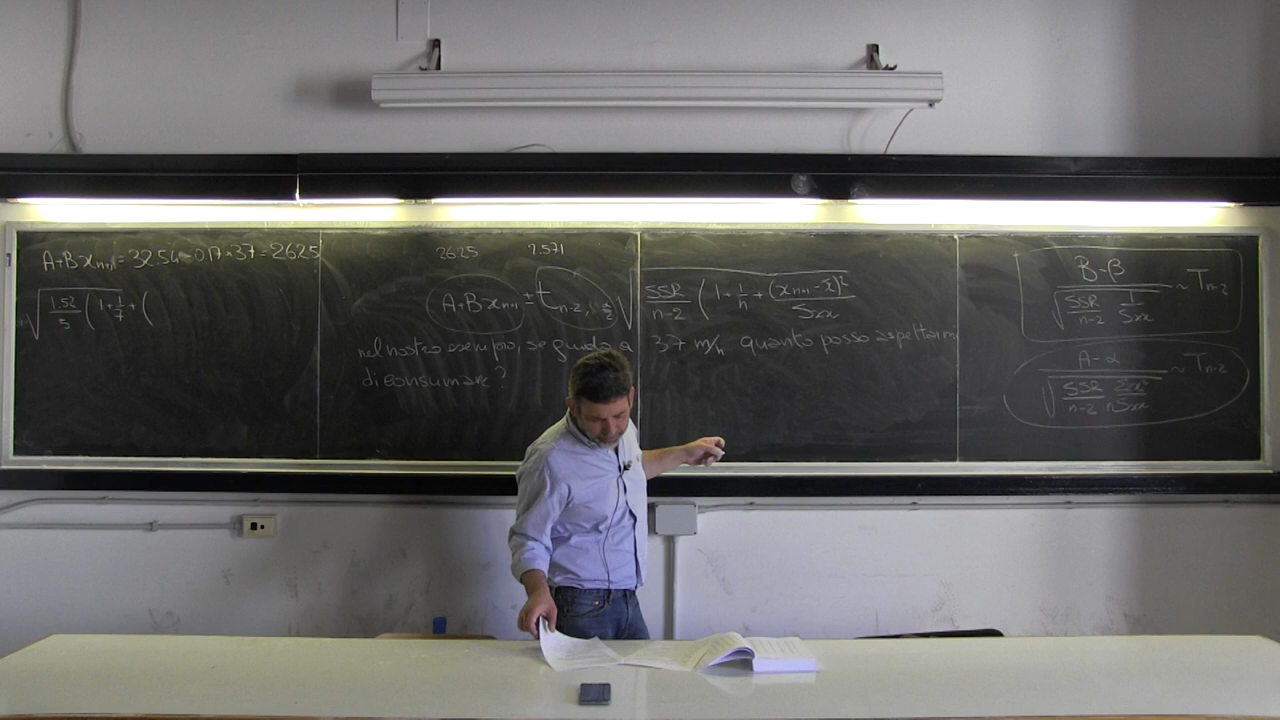 A+Bx_{n+1} = 32.54 - 0.17 × 37 = 26.25
√(1.52/5 (1 + 1/7 + (
26.25 2.571
A+Bx_{n+1} ± t_{n-2, α/2} √(SSR/(n-2) (1 + 1/n + (x_{n+1} - x̄)²/Sxx
nel nostro esempio, se guido a 37 m/h quanto posso aspettarmi
di consumare?
(B-β)/√(SSR/(n-2) 1/Sxx) ~ T_{n-2}
(A-α)/√(SSR/(n-2) Σx²/(nSxx)) ~ T_{n-2}